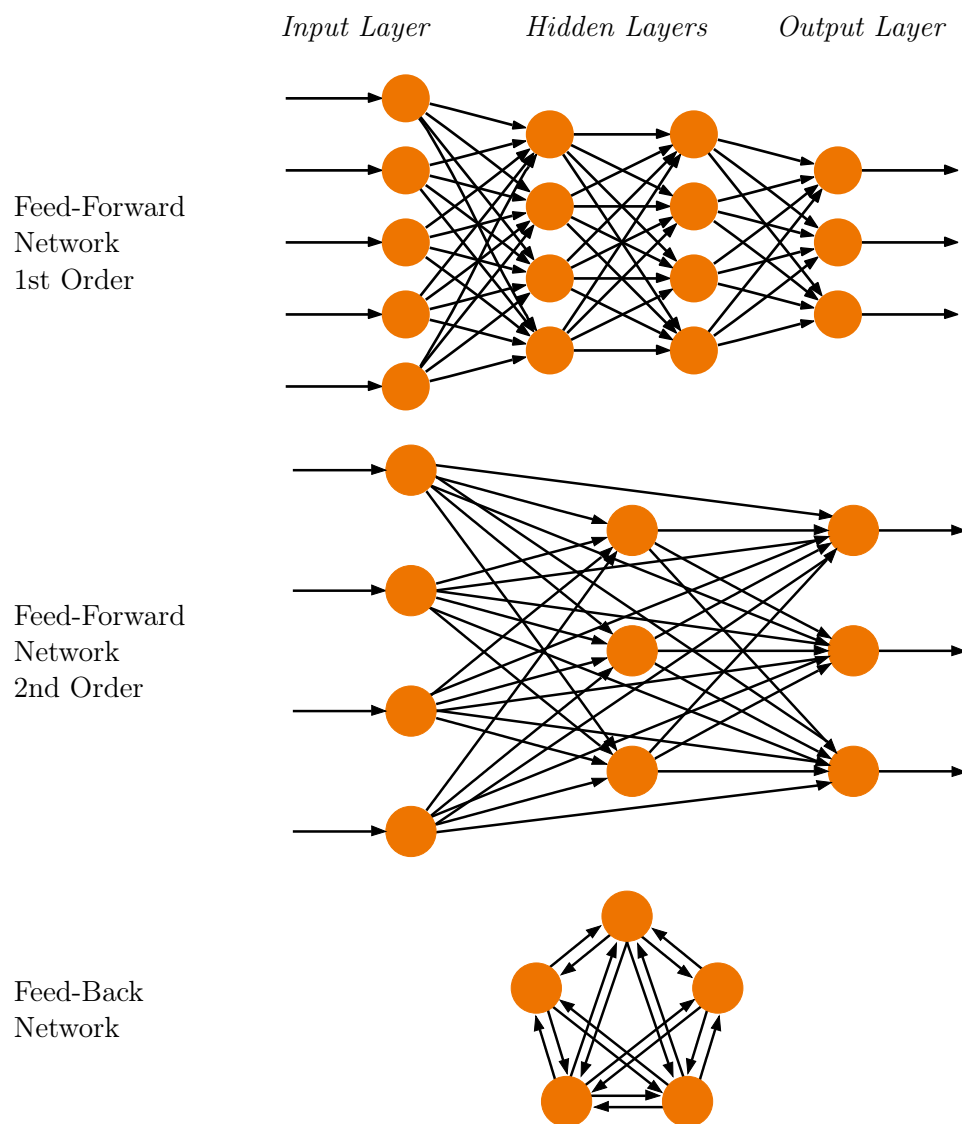 Input Layer Hidden Layers Output Layer
Feed-Forward
Network
1st Order
Feed-Forward
Network
2nd Order
Feed-Back
Network